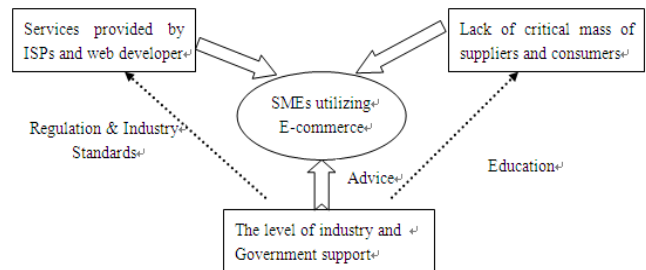 Services provided by
ISPs and web developer↵
Lack of critical mass of
suppliers and consumers↵
SMEs utilizing↵
E-commerce↵
Regulation & Industry↵
Standards↵
Advice↵
Education↵
The level of industry and ↵
Government support↵